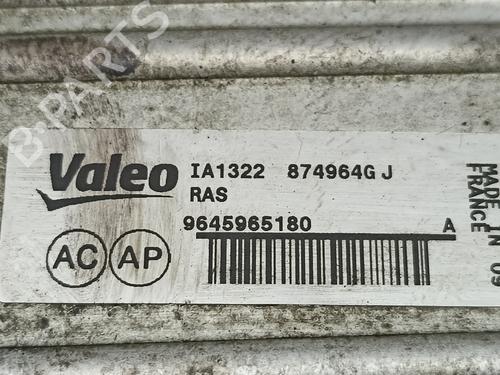 B-PARTS
Valeo
IA1322 874964G J
RAS
9645965180 A
AC AP
MADE IN
FRANCE 09